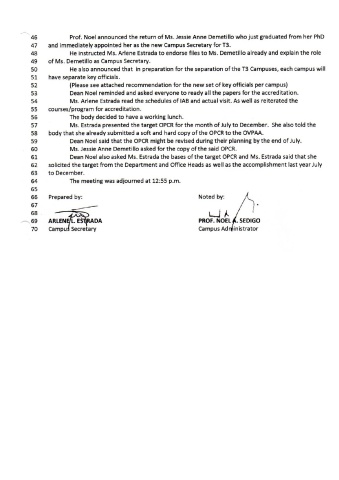 46 Prof. Noel announced the return of Ms. Jessie Anne Demetillo who just graduated from her PhD
47 and immediately appointed her as the new Campus Secretary for T3.
48 He instructed Ms. Arlene Estrada to endorse files to Ms. Demetillo already and explain the role
49 of Ms. Demetillo as Campus Secretary.
50 He also announced that in preparation for the separation of the T3 Campuses, each campus will
51 have separate key officials.
52 (Please see attached recommendation for the new set of key officials per campus)
53 Dean Noel reminded and asked everyone to ready all the papers for the accreditation.
54 Ms. Arlene Estrada read the schedules of IAB and actual visit. As well as reiterated the
55 courses/program for accreditation.
56 The body decided to have a working lunch.
57 Ms. Estrada presented the target OPCR for the month of July to December. She also told the
58 body that she already submitted a soft and hard copy of the OPCR to the OVPAA.
59 Dean Noel said that the OPCR might be revised during their planning by the end of July.
60 Ms. Jessie Anne Demetillo asked for the copy of the said OPCR.
61 Dean Noel also asked Ms. Estrada the bases of the target OPCR and Ms. Estrada said that she
62 solicited the target from the Department and Office Heads as well as the accomplishment last year July
63 to December.
64 The meeting was adjourned at 12:55 p.m.
65
66 Prepared by: Noted by:
67
68
69 ARLENE L. ESTRADA PROF. NOEL A. SEDIGO
70 Campus Secretary Campus Administrator